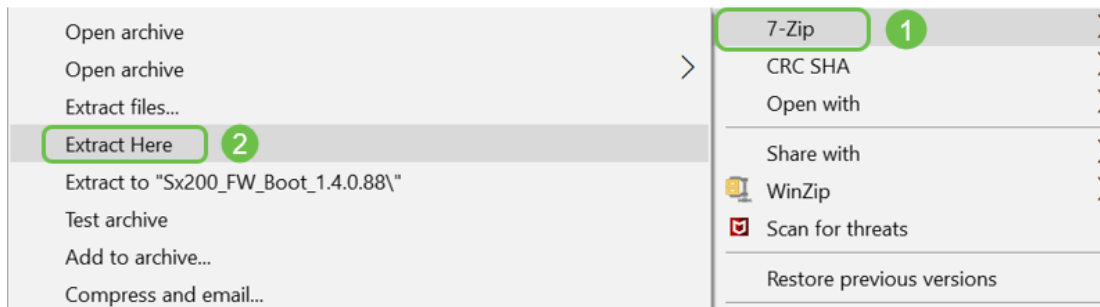 Open archive
Open archive
Extract files...
Extract Here
2
Extract to "Sx200_FW_Boot_1.4.0.88\"
Test archive
Add to archive...
Compress and email...
7-Zip
1
CRC SHA
Open with
Share with
WinZip
Scan for threats
Restore previous versions